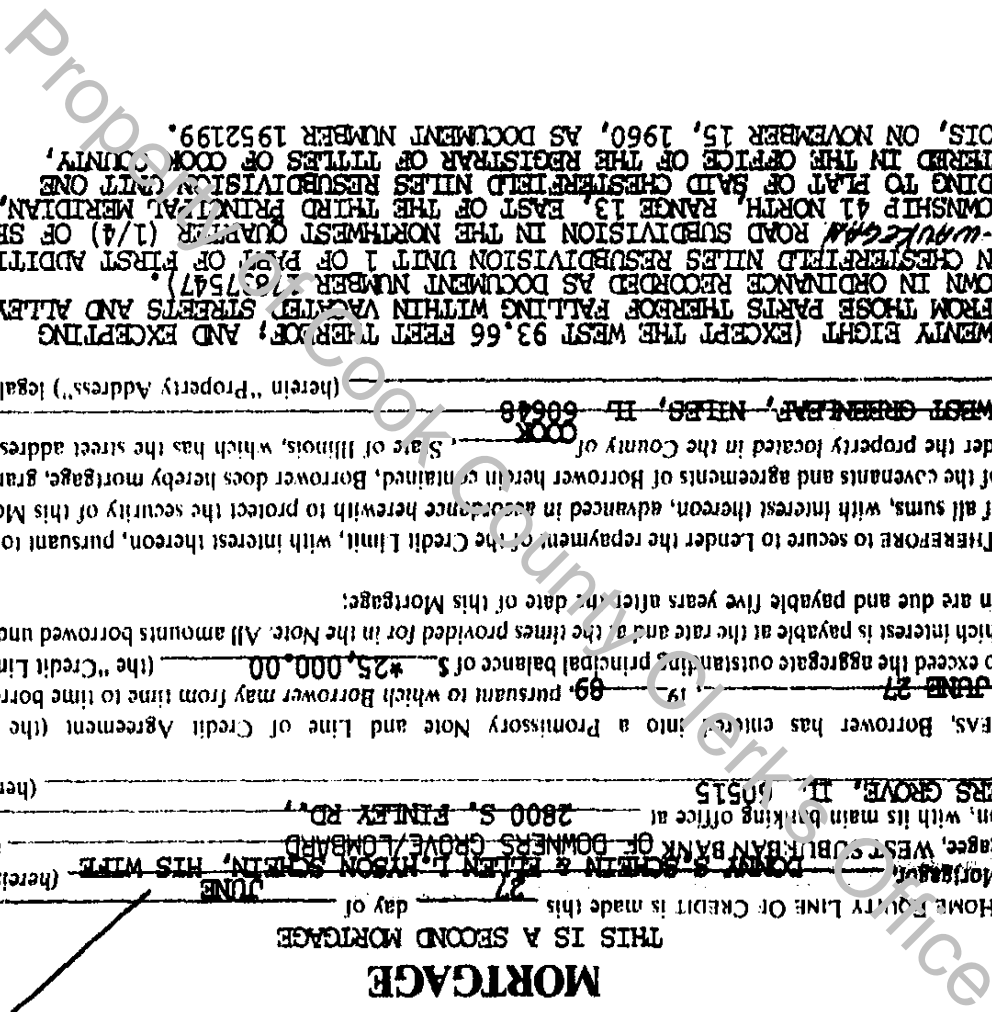 MORTGAGE
THIS IS A SECOND MORTGAGE
HOME EQUITY LINE OF CREDIT is made this 27 day of JUNE
Mortgagor, DONNY S. SCHEIN & ELLEN L. HYSON SCHEIN, HIS WIFE (herei
agee, WEST SUBURBAN BANK OF DOWNERS GROVE/LOMBARD
on, with its main banking office at 2800 S. FINLEY RD.,
ERS GROVE, IL. 60515 (her
EAS, Borrower has entered into a Promissory Note and Line of Credit Agreement (the
JUNE 27, 19 89, pursuant to which Borrower may from time to time borro
o exceed the aggregate outstanding principal balance of $ *25,000.00 (the "Credit Lin
hich interest is payable at the rate and at the times provided for in the Note. All amounts borrowed und
n are due and payable five years after the date of this Mortgage;
THEREFORE to secure to Lender the repayment of the Credit Limit, with interest thereon, pursuant to
f all sums, with interest thereon, advanced in accordance herewith to protect the security of this Mo
of the covenants and agreements of Borrower herein contained, Borrower does hereby mortgage, gran
der the property located in the County of COOK, State of Illinois, which has the street addres
WEST GREENLEAF, NILES, IL 60648
(herein "Property Address") legal
WENTY EIGHT (EXCEPT THE WEST 93.66 FEET THEREOF; AND EXCEPTING
FROM THOSE PARTS THEREOF FALLING WITHIN VACATED STREETS AND ALLEY
OWN IN ORDINANCE RECORDED AS DOCUMENT NUMBER 17877547).
N CHESTERFIELD NILES RESUBDIVISION UNIT 1 OF PART OF FIRST ADDITI
-WAUKEGAN ROAD SUBDIVISION IN THE NORTHWEST QUARTER (1/4) OF SE
OWNSHIP 41 NORTH, RANGE 13, EAST OF THE THIRD PRINCIPAL MERIDIAN,
DING TO PLAT OF SAID CHESTERFIELD NILES RESUBDIVISION UNIT ONE
TERED IN THE OFFICE OF THE REGISTRAR OF TITLES OF COOK COUNTY,
OIS, ON NOVEMBER 15, 1960, AS DOCUMENT NUMBER 1952199.
Property of Cook County Clerk's Office